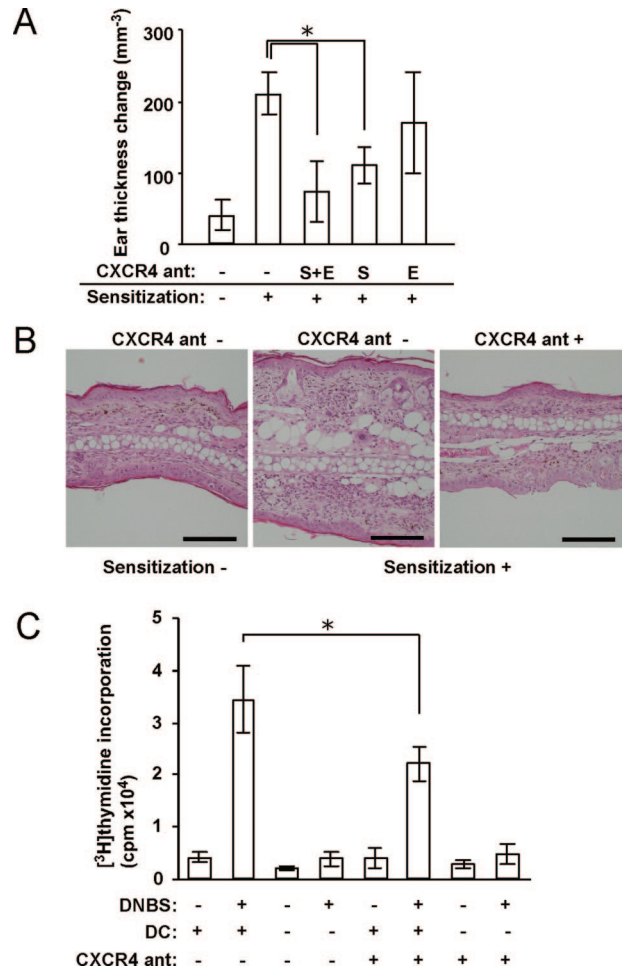 A
Ear thickness change (mm-3)
300
200
100
0
*
CXCR4 ant: - - S+E S E
Sensitization: - + + + +
B
CXCR4 ant - CXCR4 ant - CXCR4 ant +
Sensitization - Sensitization +
C
[3H]thymidine incorporation
(cpm x104)
5
4
3
2
1
0
*
DNBS: - + - + - + - +
DC: + + - - + + - -
CXCR4 ant: - - - - + + + +